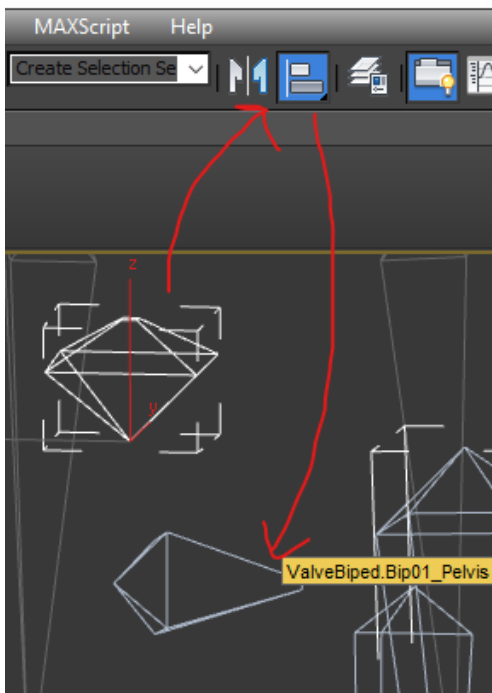 MAXScript Help
Create Selection Se
z
y
ValveBiped.Bip01_Pelvis